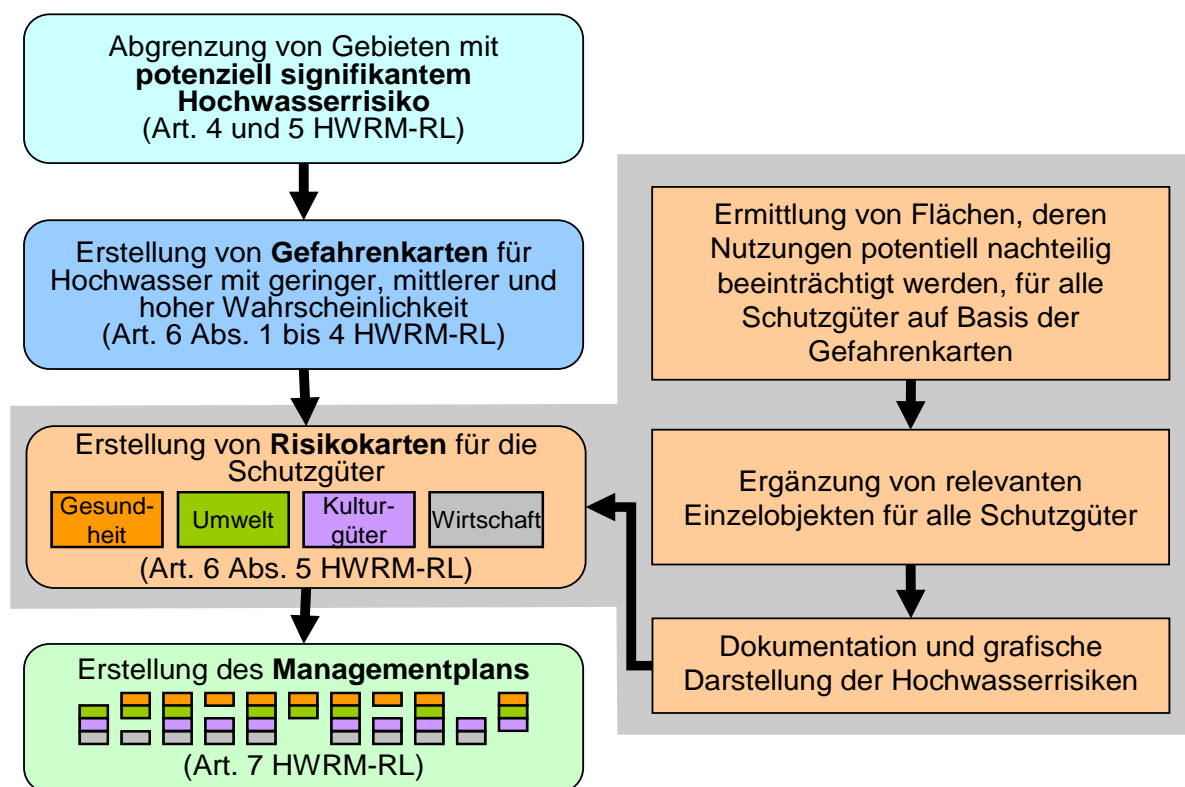 Abgrenzung von Gebieten mit
potenziell signifikantem
Hochwasserrisiko
(Art. 4 und 5 HWRM-RL)
Erstellung von Gefahrenkarten für
Hochwasser mit geringer, mittlerer und
hoher Wahrscheinlichkeit
(Art. 6 Abs. 1 bis 4 HWRM-RL)
Erstellung von Risikokarten für die
Schutzgüter
Gesund-
heit
Umwelt
Kultur-
güter
Wirtschaft
(Art. 6 Abs. 5 HWRM-RL)
Erstellung des Managementplans
(Art. 7 HWRM-RL)
Ermittlung von Flächen, deren
Nutzungen potentiell nachteilig
beeinträchtigt werden, für alle
Schutzgüter auf Basis der
Gefahrenkarten
Ergänzung von relevanten
Einzelobjekten für alle Schutzgüter
Dokumentation und grafische
Darstellung der Hochwasserrisiken